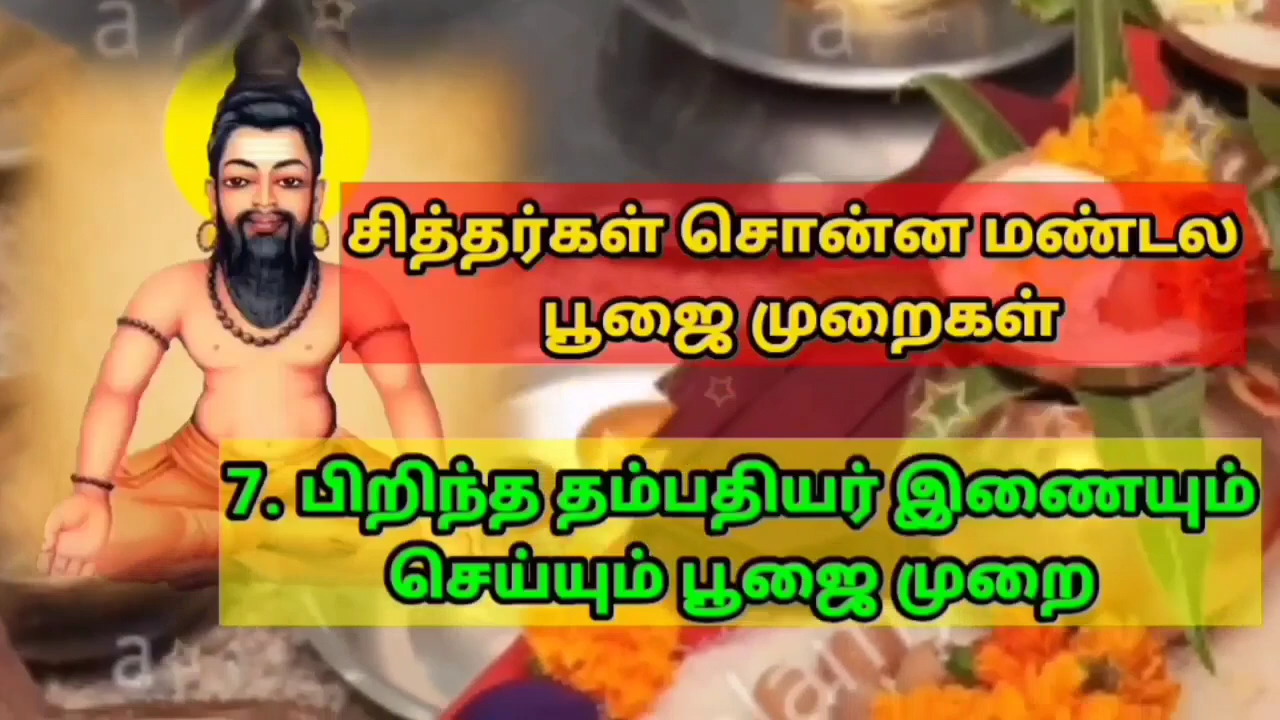 சித்தர்கள் சொன்ன மண்டல
பூஜை முறைகள்
7. பிரிந்த தம்பதியர் இணையும்
செய்யும் பூஜை முறை